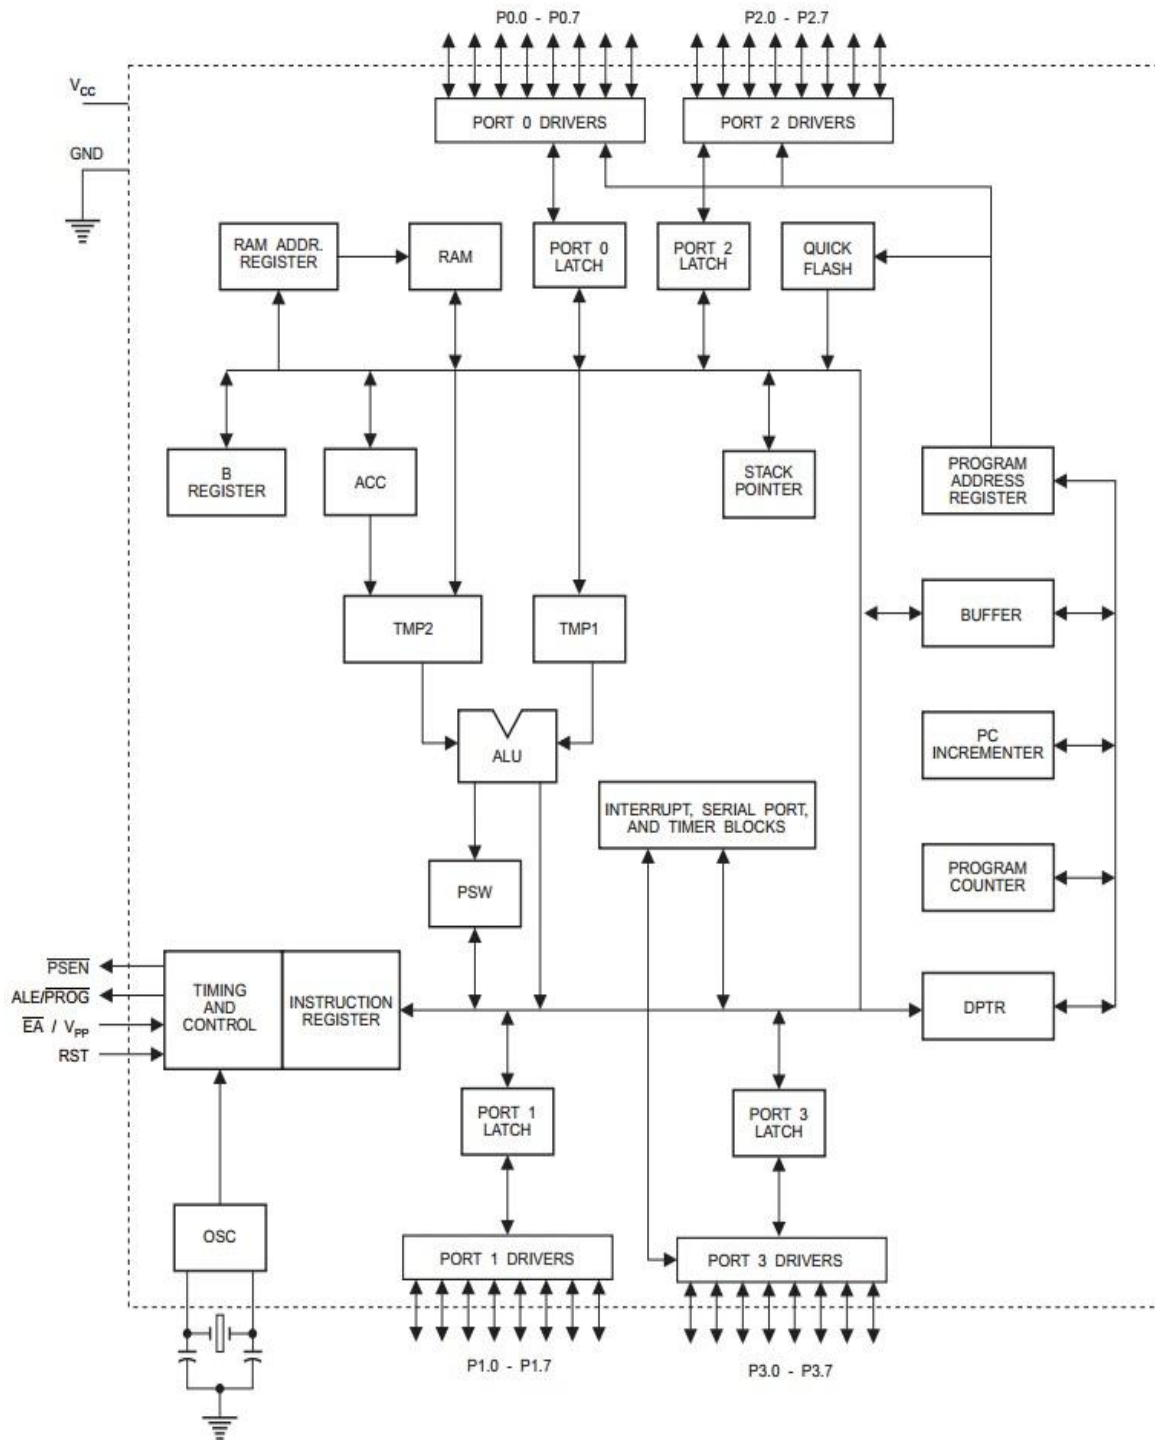 P0.0 - P0.7
P2.0 - P2.7
VCC
PORT 0 DRIVERS
PORT 2 DRIVERS
GND
RAM ADDR.
REGISTER
RAM
PORT 0
LATCH
PORT 2
LATCH
QUICK
FLASH
B
REGISTER
ACC
STACK
POINTER
PROGRAM
ADDRESS
REGISTER
BUFFER
TMP2
TMP1
PC
INCREMENTER
ALU
INTERRUPT, SERIAL PORT,
AND TIMER BLOCKS
PROGRAM
COUNTER
PSW
PSEN
ALE/PROG
EA / VPP
RST
TIMING
AND
CONTROL
INSTRUCTION
REGISTER
DPTR
PORT 1
LATCH
PORT 3
LATCH
OSC
PORT 1 DRIVERS
PORT 3 DRIVERS
P1.0 - P1.7
P3.0 - P3.7